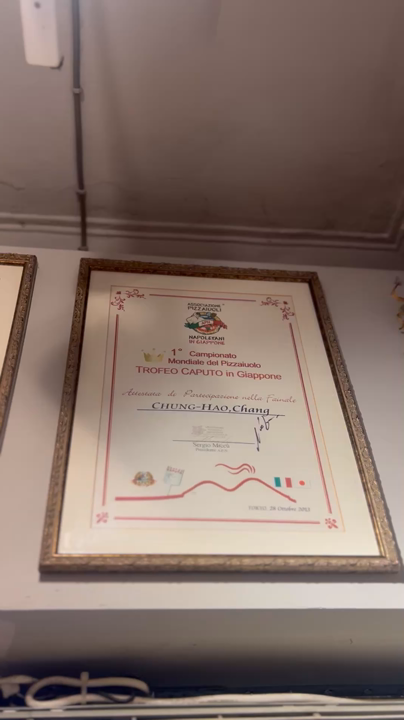 ASSOCIAZIONE
PIZZAIUOLI
NAPOLETANI
IN GIAPPONE
1° Campionato
Mondiale del Pizzaiuolo
TROFEO CAPUTO in Giappone
Attestato di Partecipazione nella Finale
CHUNG-HAO, Chang
Ottobre